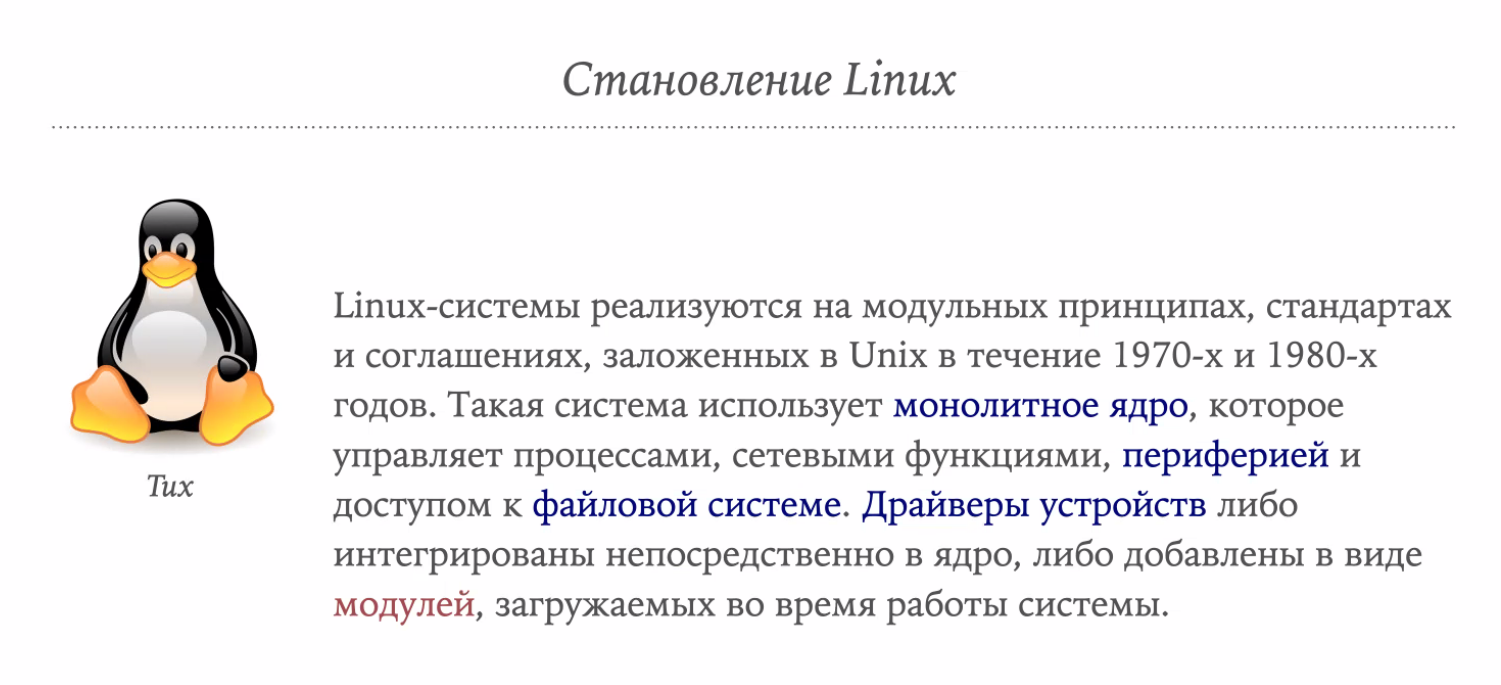 Становление Linux
Linux-системы реализуются на модульных принципах, стандартах
и соглашениях, заложенных в Unix в течение 1970-х и 1980-х
годов. Такая система использует монолитное ядро, которое
управляет процессами, сетевыми функциями, периферией и
доступом к файловой системе. Драйверы устройств либо
интегрированы непосредственно в ядро, либо добавлены в виде
модулей, загружаемых во время работы системы.
Tux